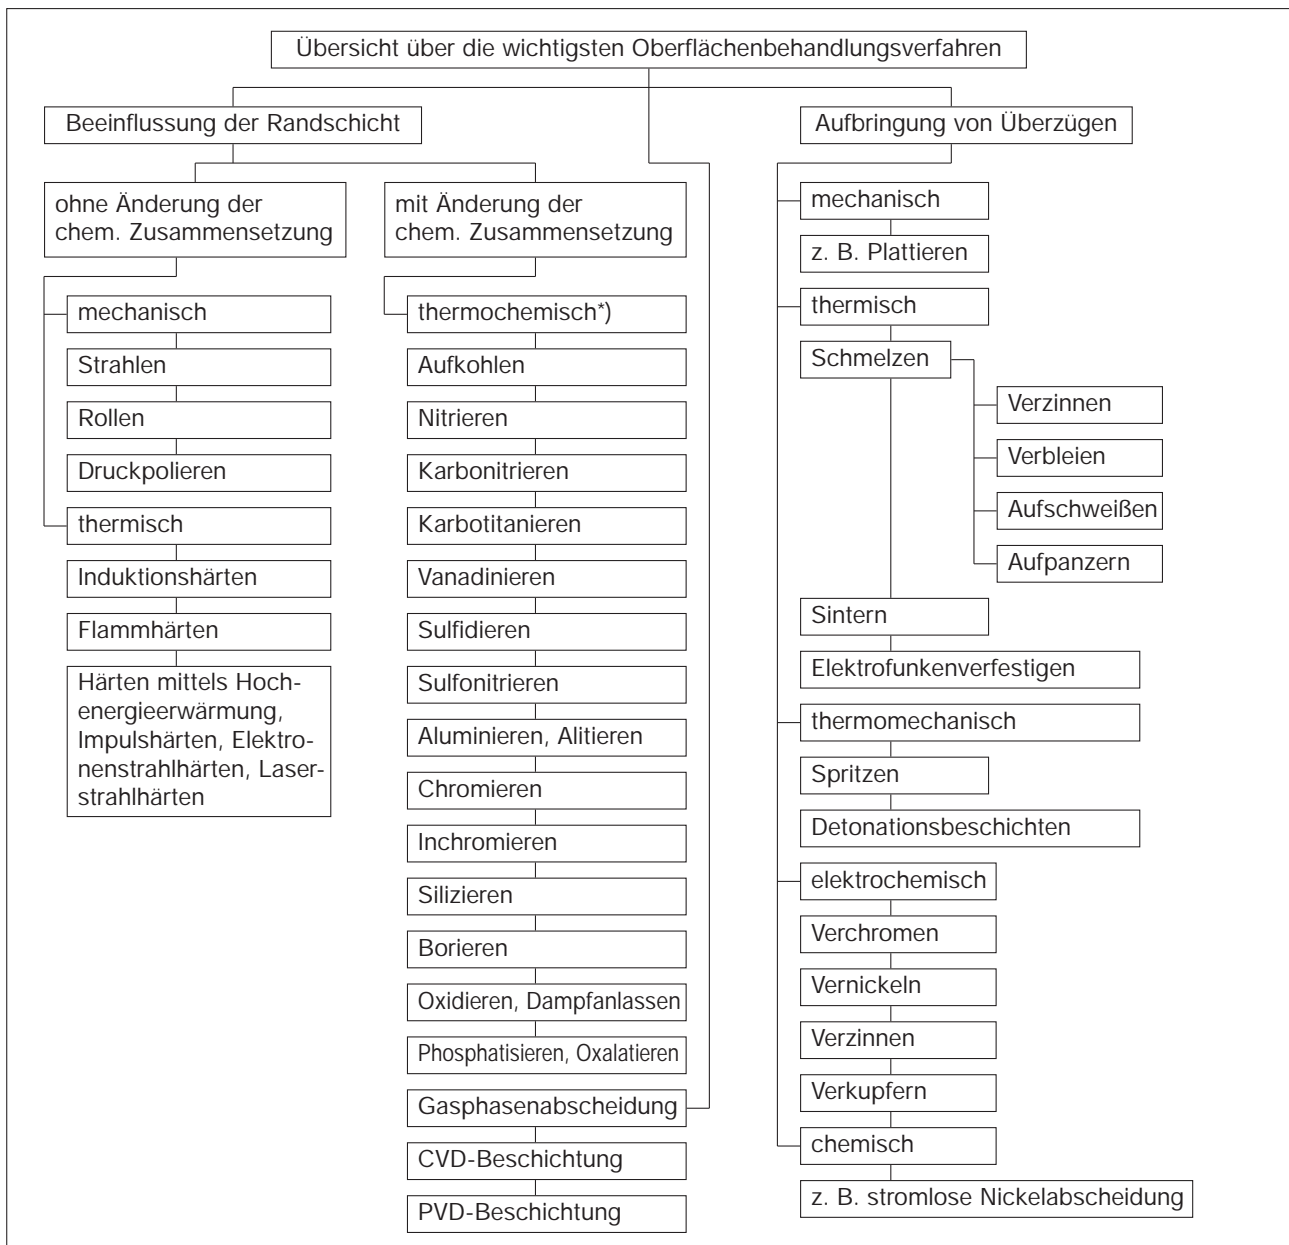 Übersicht über die wichtigsten Oberflächenbehandlungsverfahren
Beeinflussung der Randschicht
ohne Änderung der
chem. Zusammensetzung
mechanisch
Strahlen
Rollen
Druckpolieren
thermisch
Induktionshärten
Flammhärten
Härten mittels Hoch-
energieerwärmung,
Impulshärten, Elektro-
nenstrahlhärten, Laser-
strahlhärten
mit Änderung der
chem. Zusammensetzung
thermochemisch*)
Aufkohlen
Nitrieren
Karbonitrieren
Karbotitanieren
Vanadinieren
Sulfidieren
Sulfonitrieren
Aluminieren, Alitieren
Chromieren
Inchromieren
Silizieren
Borieren
Oxidieren, Dampfanlassen
Phosphatisieren, Oxalatieren
Gasphasenabscheidung
CVD-Beschichtung
PVD-Beschichtung
Aufbringung von Überzügen
mechanisch
z. B. Plattieren
thermisch
Schmelzen
Verzinnen
Verbleien
Aufschweißen
Aufpanzern
Sintern
Elektrofunkenverfestigen
thermomechanisch
Spritzen
Detonationsbeschichten
elektrochemisch
Verchromen
Vernickeln
Verzinnen
Verkupfern
chemisch
z. B. stromlose Nickelabscheidung